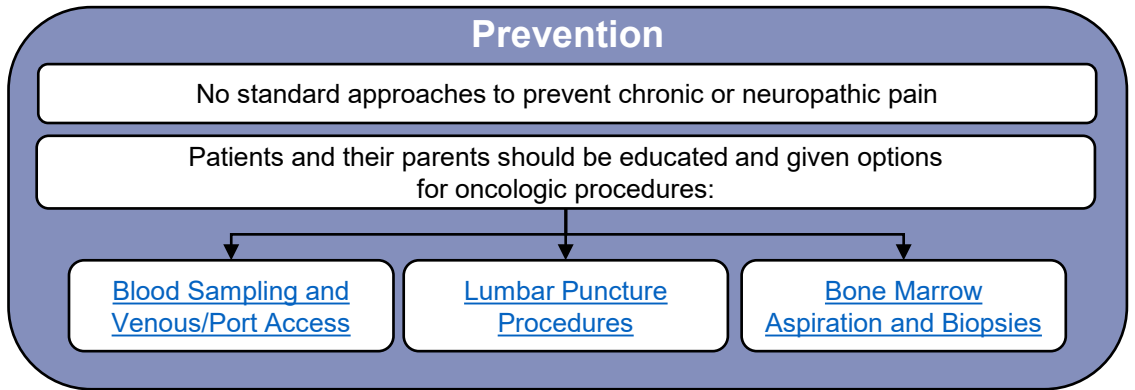 Prevention
No standard approaches to prevent chronic or neuropathic pain
Patients and their parents should be educated and given options
for oncologic procedures:
Blood Sampling and
Venous/Port Access
Lumbar Puncture
Procedures
Bone Marrow
Aspiration and Biopsies